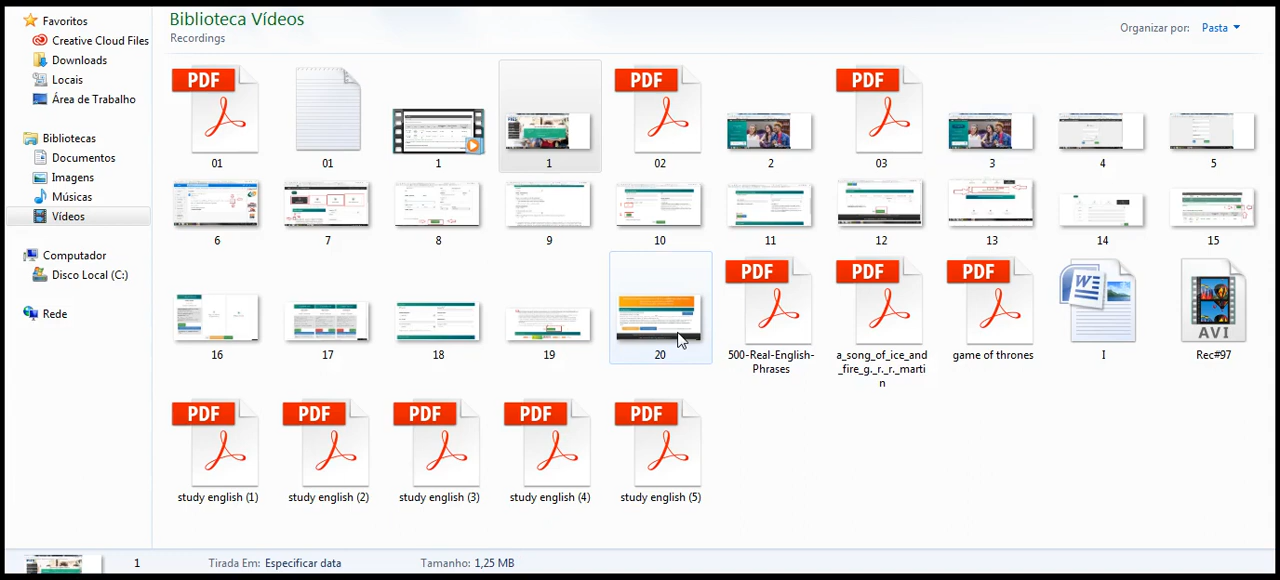 Favoritos
Creative Cloud Files
Downloads
Locais
Área de Trabalho
Bibliotecas
Documentos
Imagens
Músicas
Vídeos
Computador
Disco Local (C:)
Rede
Biblioteca Vídeos
Recordings
Organizar por: Pasta
PDF PDF PDF
01 01 1 1 02 2 03 3 4 5
6 7 8 9 10 11 12 13 14 15
PDF PDF PDF W AVI
16 17 18 19 20 500-Real-English- a_song_of_ice_and game of thrones I Rec#97
Phrases _fire_g._r._r._marti
n
PDF PDF PDF PDF PDF
study english (1) study english (2) study english (3) study english (4) study english (5)
1 Tirada Em: Especificar data Tamanho: 1,25 MB